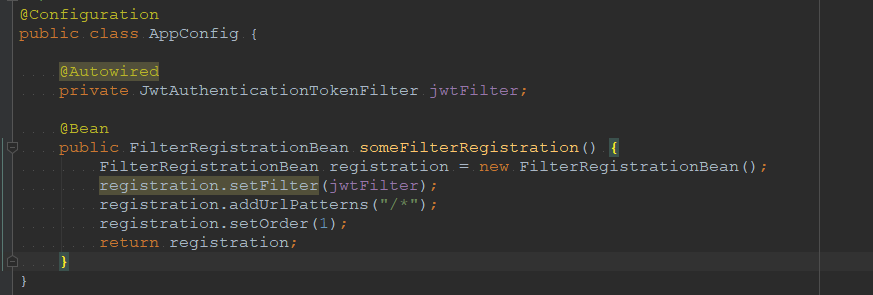 @Configuration
public class AppConfig {
@Autowired
private JwtAuthenticationTokenFilter jwtFilter;
@Bean
public FilterRegistrationBean someFilterRegistration() {
FilterRegistrationBean registration = new FilterRegistrationBean();
registration.setFilter(jwtFilter);
registration.addUrlPatterns("/*");
registration.setOrder(1);
return registration;
}
}